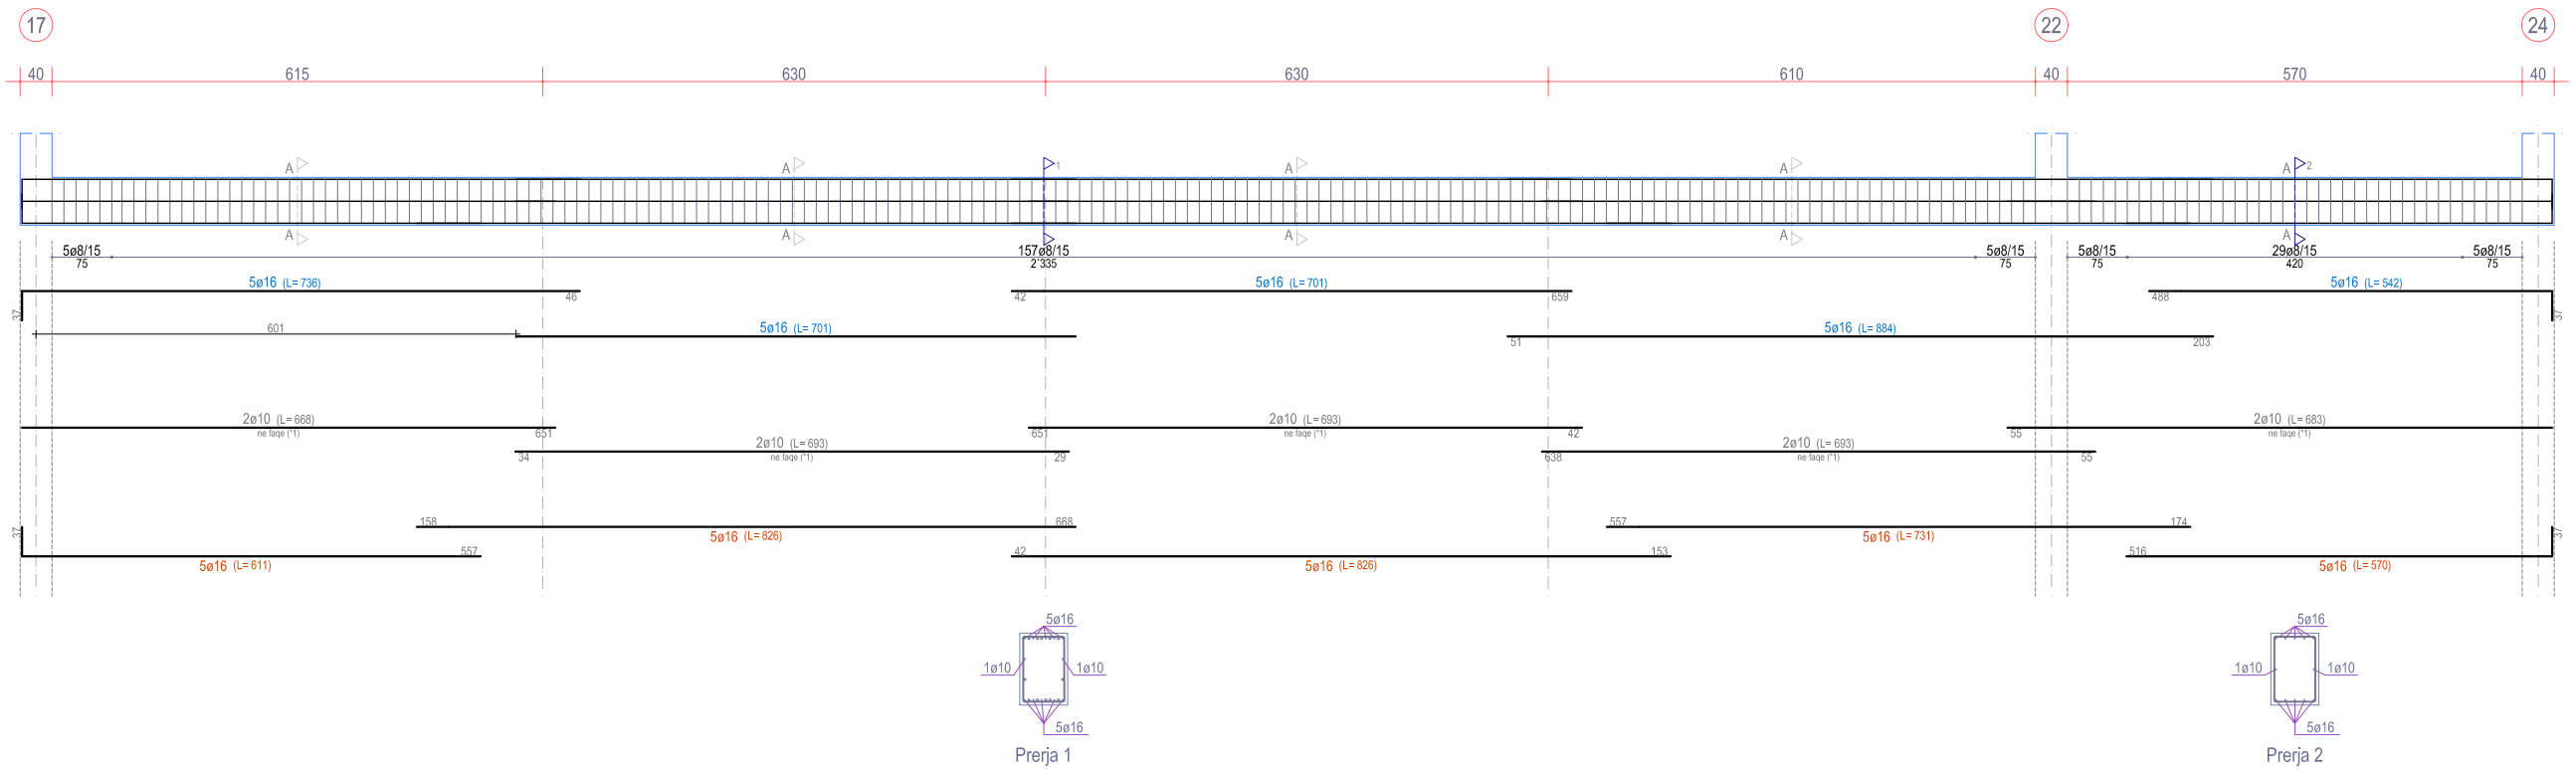 17 22 24
40 615 630 630 610 40 570 40
A A 1 A A A 2
A A A A A
5ø8/15 157ø8/15 5ø8/15 5ø8/15 29ø8/15 5ø8/15
75 2'335 75 75 420 75
5ø16 (L= 736) 5ø16 (L= 701) 5ø16 (L= 542)
37 46 42 659 488 37
601 5ø16 (L= 701) 5ø16 (L= 884)
51 203
2ø10 (L= 668) 2ø10 (L= 693) 2ø10 (L= 683)
ne faqe (*1) 651 651 ne faqe (*1) 42 55 ne faqe (*1)
2ø10 (L= 693) 2ø10 (L= 693)
34 ne faqe (*1) 29 638 ne faqe (*1) 55
37 158 668 557 174 37
5ø16 (L= 826) 5ø16 (L= 731)
557 42 153 516
5ø16 (L= 611) 5ø16 (L= 826) 5ø16 (L= 570)
5ø16 5ø16
1ø10 1ø10 1ø10 1ø10
5ø16 5ø16
Prerja 1 Prerja 2